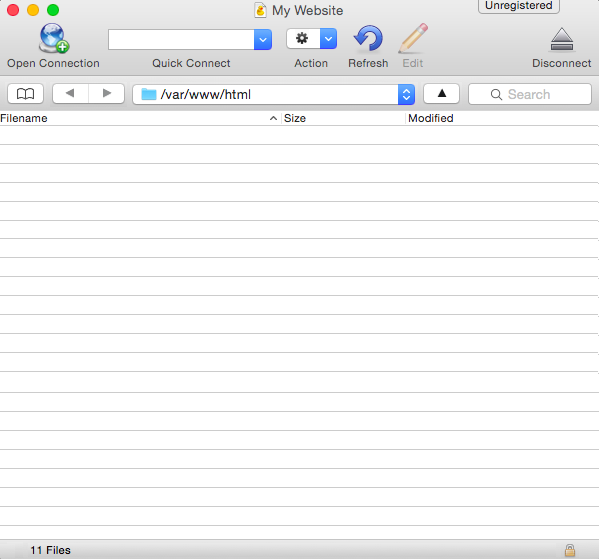 My Website
Unregistered
Open Connection
Quick Connect
Action
Refresh
Edit
Disconnect
/var/www/html
Search
Filename
Size
Modified
11 Files